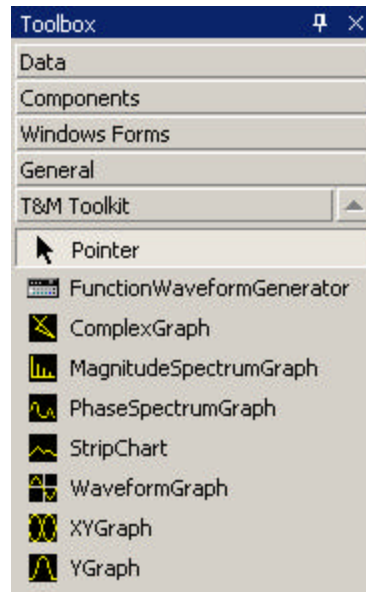 Toolbox
Data
Components
Windows Forms
General
T&M Toolkit
Pointer
FunctionWaveformGenerator
ComplexGraph
MagnitudeSpectrumGraph
PhaseSpectrumGraph
StripChart
WaveformGraph
XYGraph
YGraph